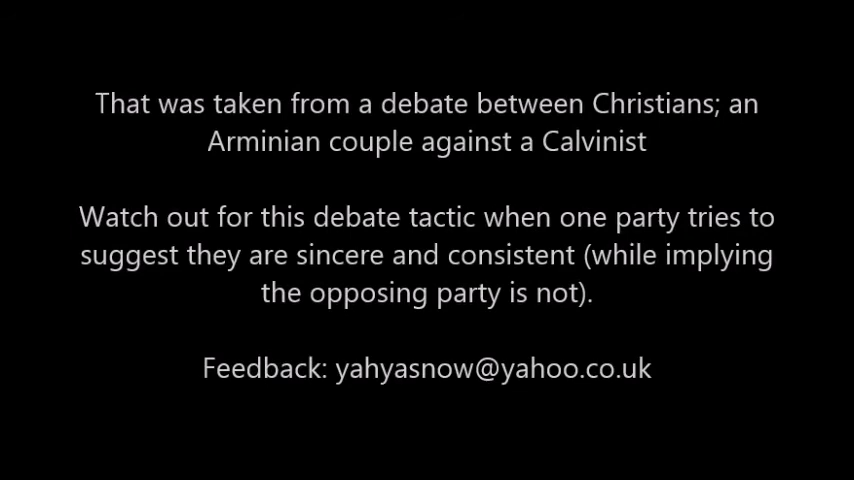 That was taken from a debate between Christians; an
Arminian couple against a Calvinist
Watch out for this debate tactic when one party tries to
suggest they are sincere and consistent (while implying
the opposing party is not).
Feedback: yahyasnow@yahoo.co.uk